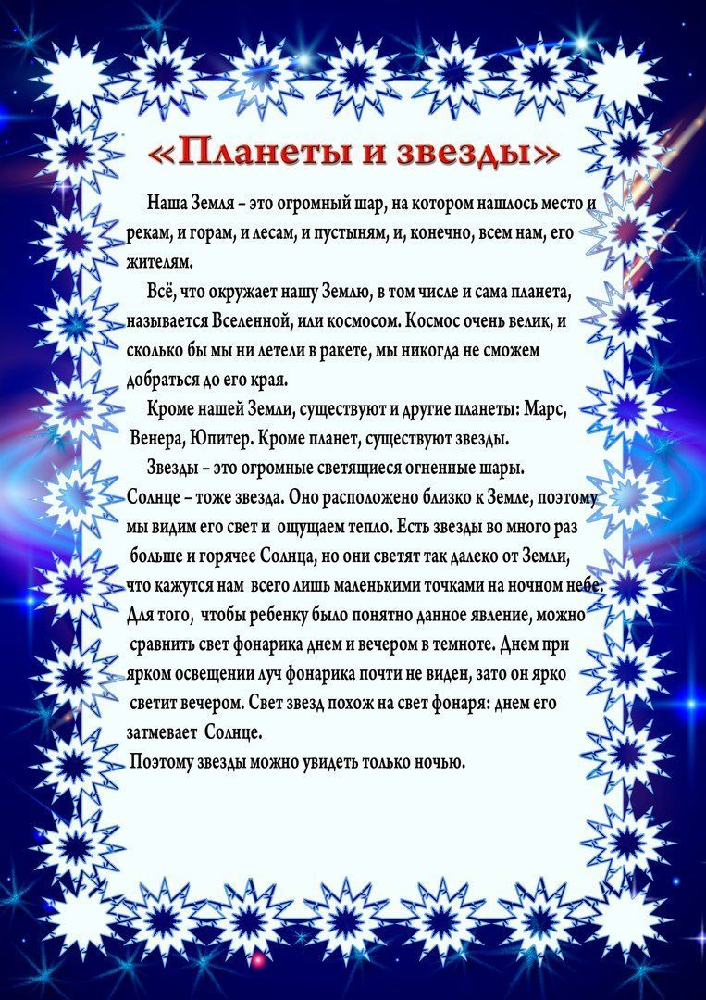 «Планеты и звезды»
Наша Земля – это огромный шар, на котором нашлось место и
рекам, и горам, и лесам, и пустыням, и, конечно, всем нам, его
жителям.
Всё, что окружает нашу Землю, в том числе и сама планета,
называется Вселенной, или космосом. Космос очень велик, и
сколько бы мы ни летели в ракете, мы никогда не сможем
добраться до его края.
Кроме нашей Земли, существуют и другие планеты: Марс,
Венера, Юпитер. Кроме планет, существуют звезды.
Звезды – это огромные светящиеся огненные шары.
Солнце – тоже звезда. Оно расположено близко к Земле, поэтому
мы видим его свет и ощущаем тепло. Есть звезды во много раз
больше и горячее Солнца, но они светят так далеко от Земли,
что кажутся нам всего лишь маленькими точками на ночном небе.
Для того, чтобы ребенку было понятно данное явление, можно
сравнить свет фонарика днем и вечером в темноте. Днем при
ярком освещении луч фонарика почти не виден, зато он ярко
светит вечером. Свет звезд похож на свет фонаря: днем его
затмевает Солнце.
Поэтому звезды можно увидеть только ночью.